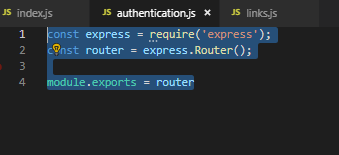 JS index.js JS authentication.js × JS links.js
1 const express = require('express');
2 const router = express.Router();
3
4 module.exports = router